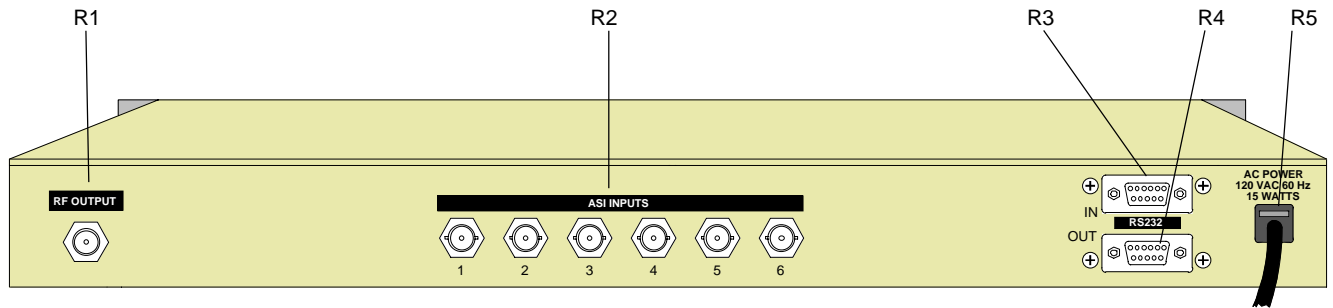 R1 R2 R3 R4 R5
AC POWER
120 VAC 60 Hz
15 WATTS
RF OUTPUT
ASI INPUTS
IN
RS232
OUT
1 2 3 4 5 6